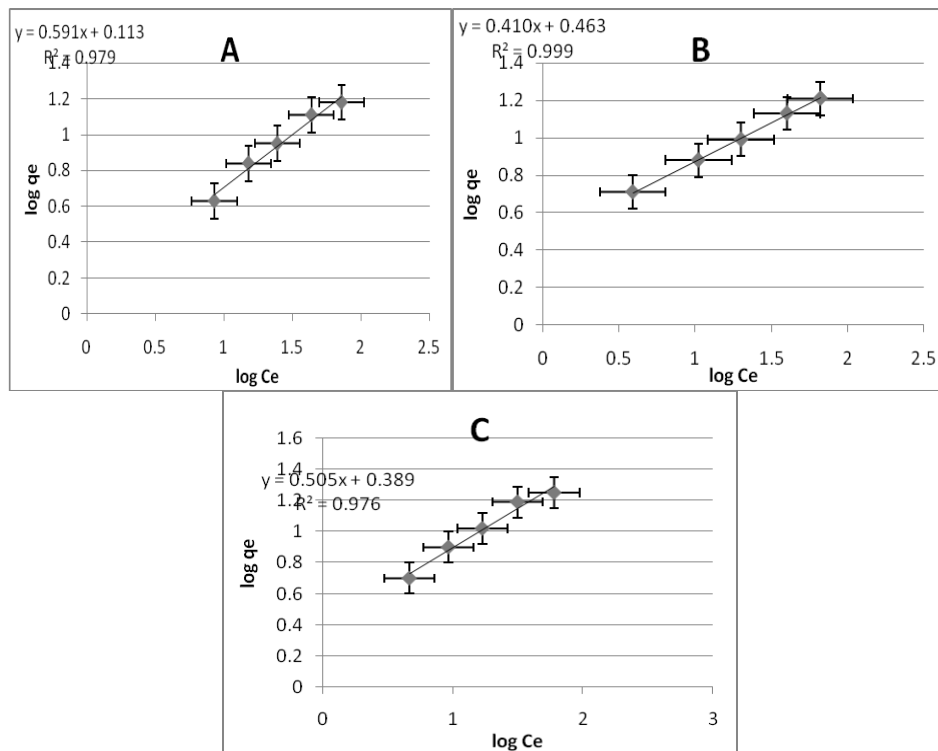 y = 0.591x + 0.113
R² = 0.979
A
1.4
1.2
1
0.8
0.6
0.4
0.2
0
log qe
0
0.5
1
1.5
2
2.5
log Ce
y = 0.410x + 0.463
R² = 0.999
B
1.4
1.2
1
0.8
0.6
0.4
0.2
0
log qe
0
0.5
1
1.5
2
2.5
log Ce
C
1.6
1.4
y = 0.505x + 0.389
1.2
R² = 0.976
1
0.8
0.6
0.4
0.2
0
log qe
0
1
2
3
log Ce